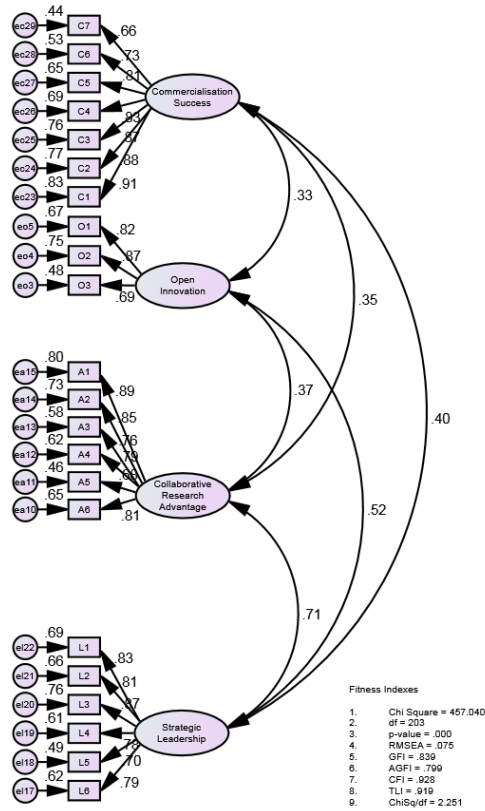 .44
ec29 C7 .66
.53
ec28 C6 .73
.65
ec27 C5 .81
Commercialisation
Success
.69
ec26 C4 .83
.76
ec25 C3 .87
.77
ec24 C2 .88
.83
ec23 C1 .91
.67
eo5 O1 .82
.33
.75
eo4 O2 .87
Open
Innovation
.48
eo3 O3 .69
.35
.80
ea15 A1 .89
.37
.73
ea14 A2 .85
.40
.58
ea13 A3 .76
.62
ea12 A4 .79
.46
ea11 A5
Collaborative
Research
Advantage
.52
.65
ea10 A6 .81
.71
.69
el22 L1 .83
.66
el21 L2 .81
.76
el20 L3 .87
.61
el19 L4 .78
Strategic
Leadership
.49
el18 L5 .70
.62
el17 L6 .79
Fitness Indexes
1. Chi Square = 457.040
2. df = 203
3. p-value = .000
4. RMSEA = .075
5. GFI = .839
6. AGFI = .799
7. CFI = .928
8. TLI = .919
9. ChiSq/df = 2.251